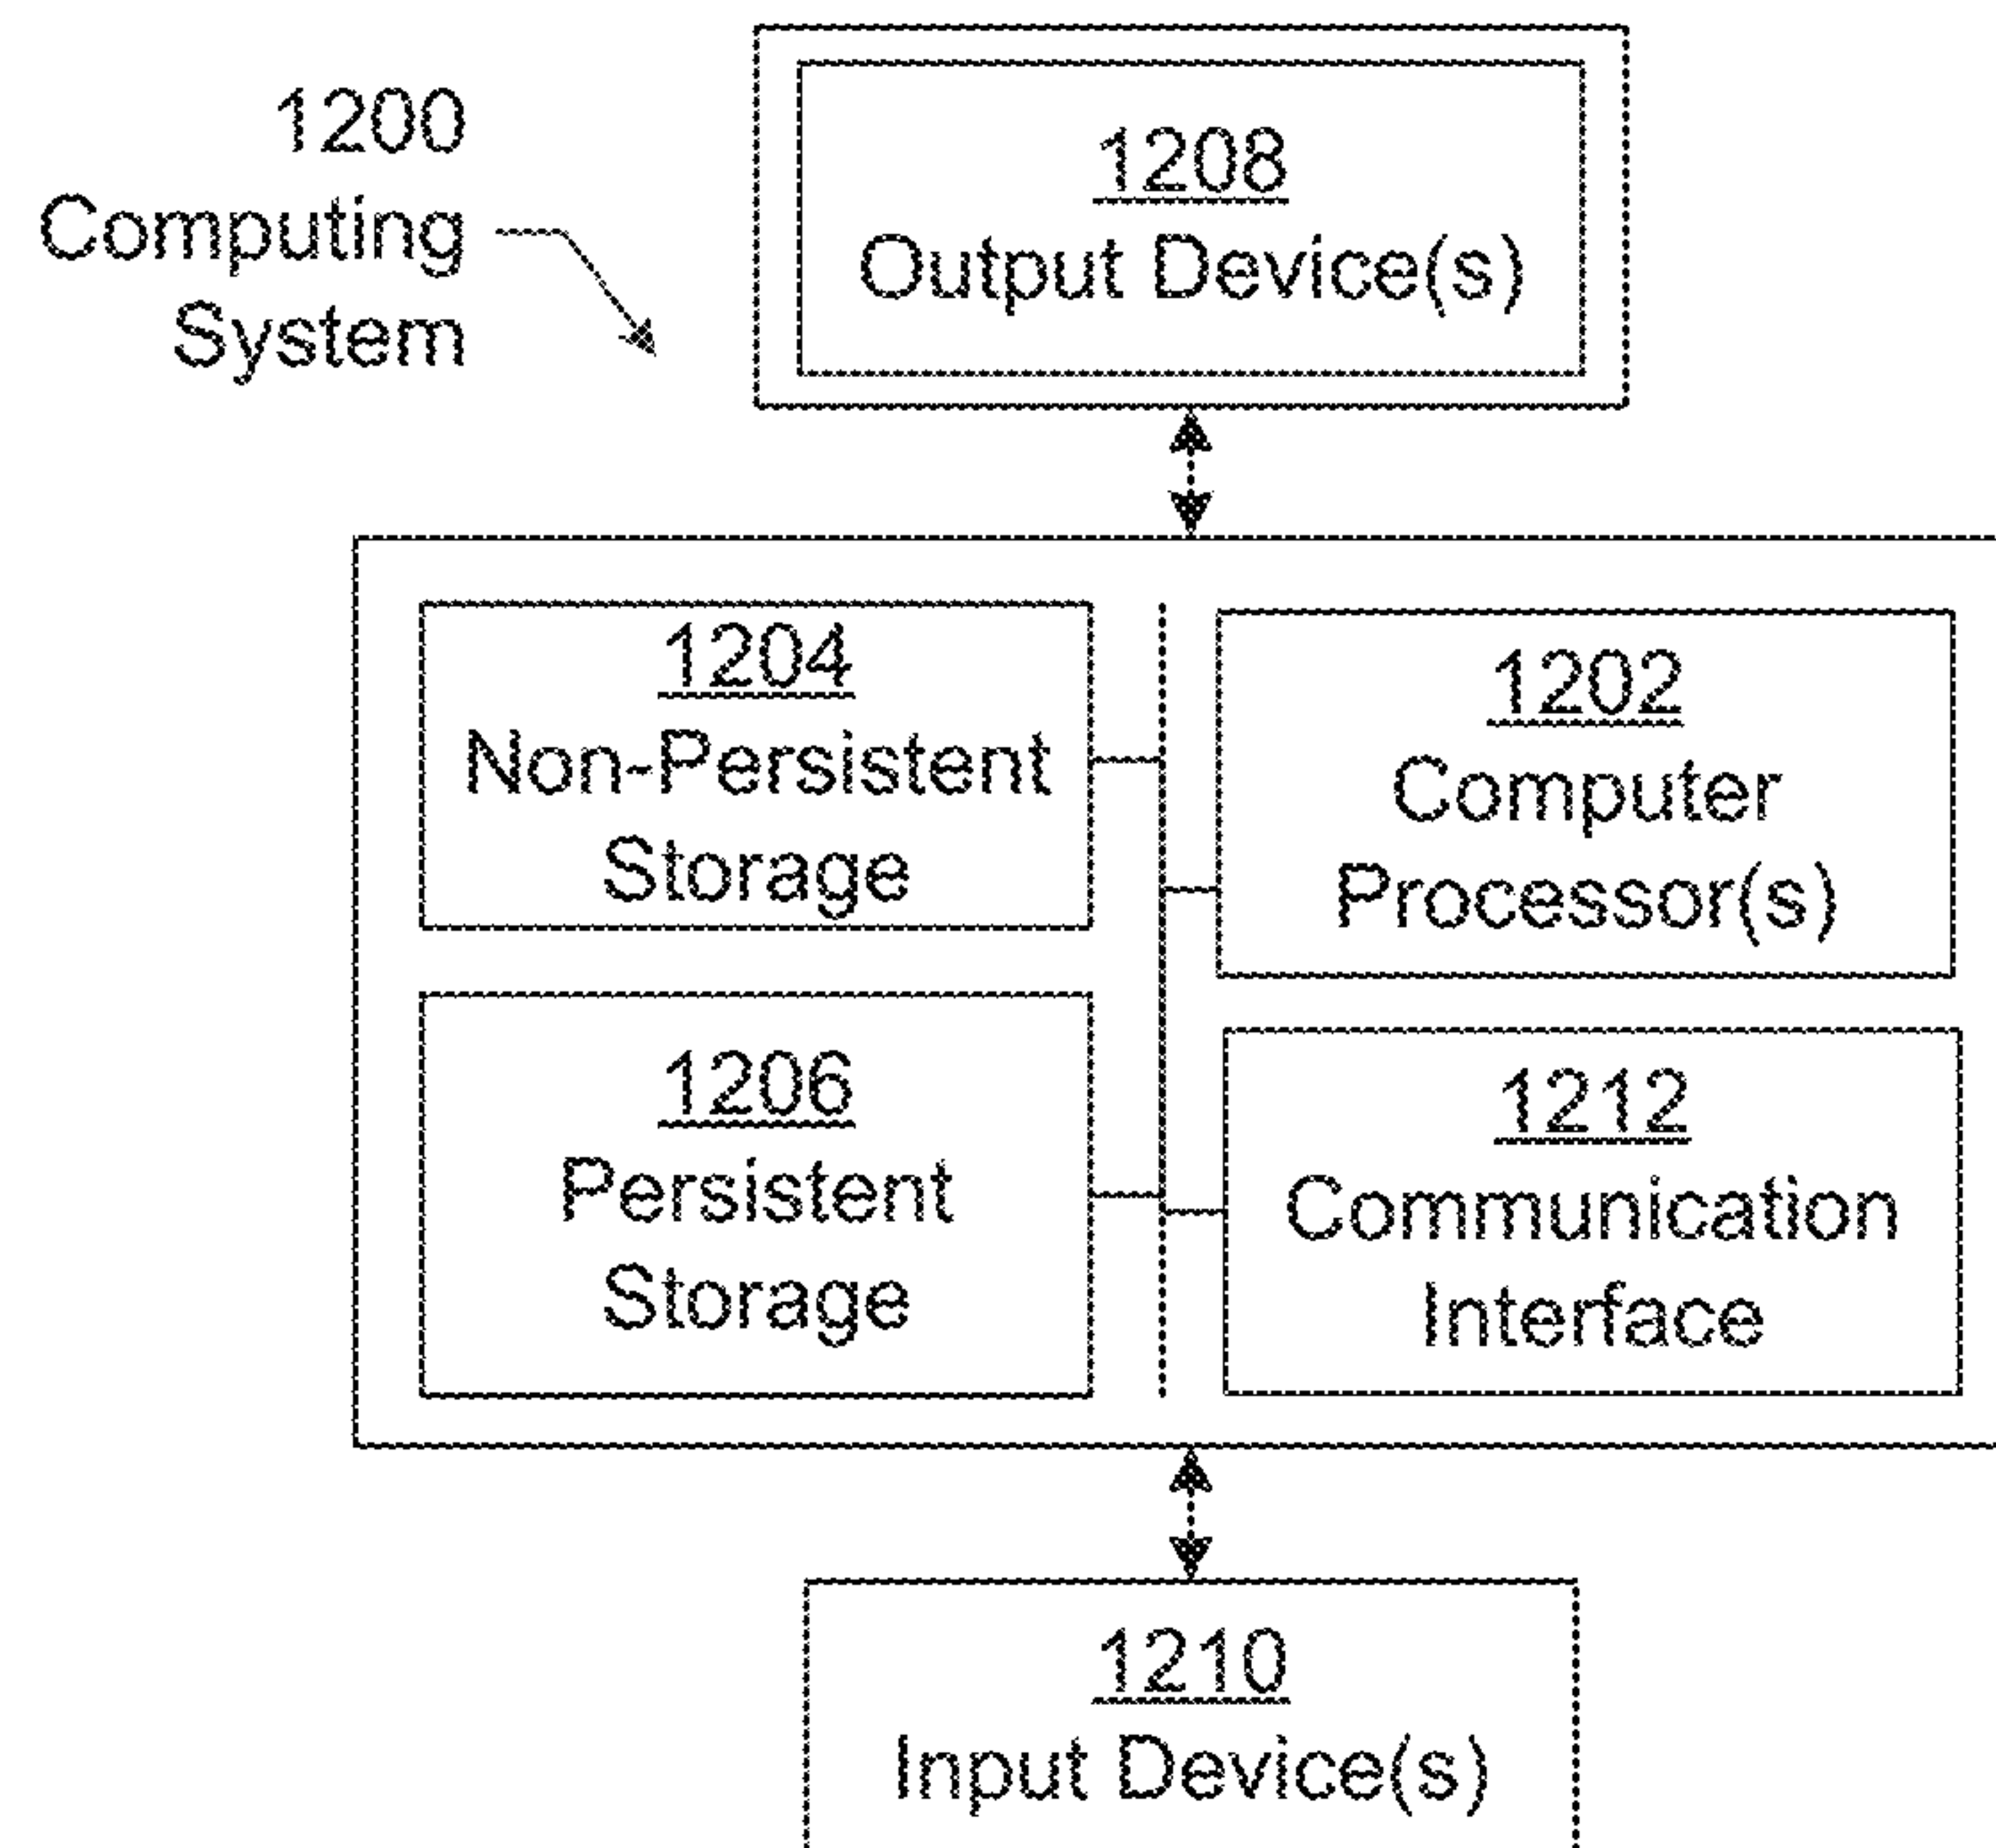 1200
Computing
System
1208
Output Device(s)
1204
Non-Persistent
Storage
1202
Computer
Processor(s)
1206
Persistent
Storage
1212
Communication
Interface
1210
Input Device(s)